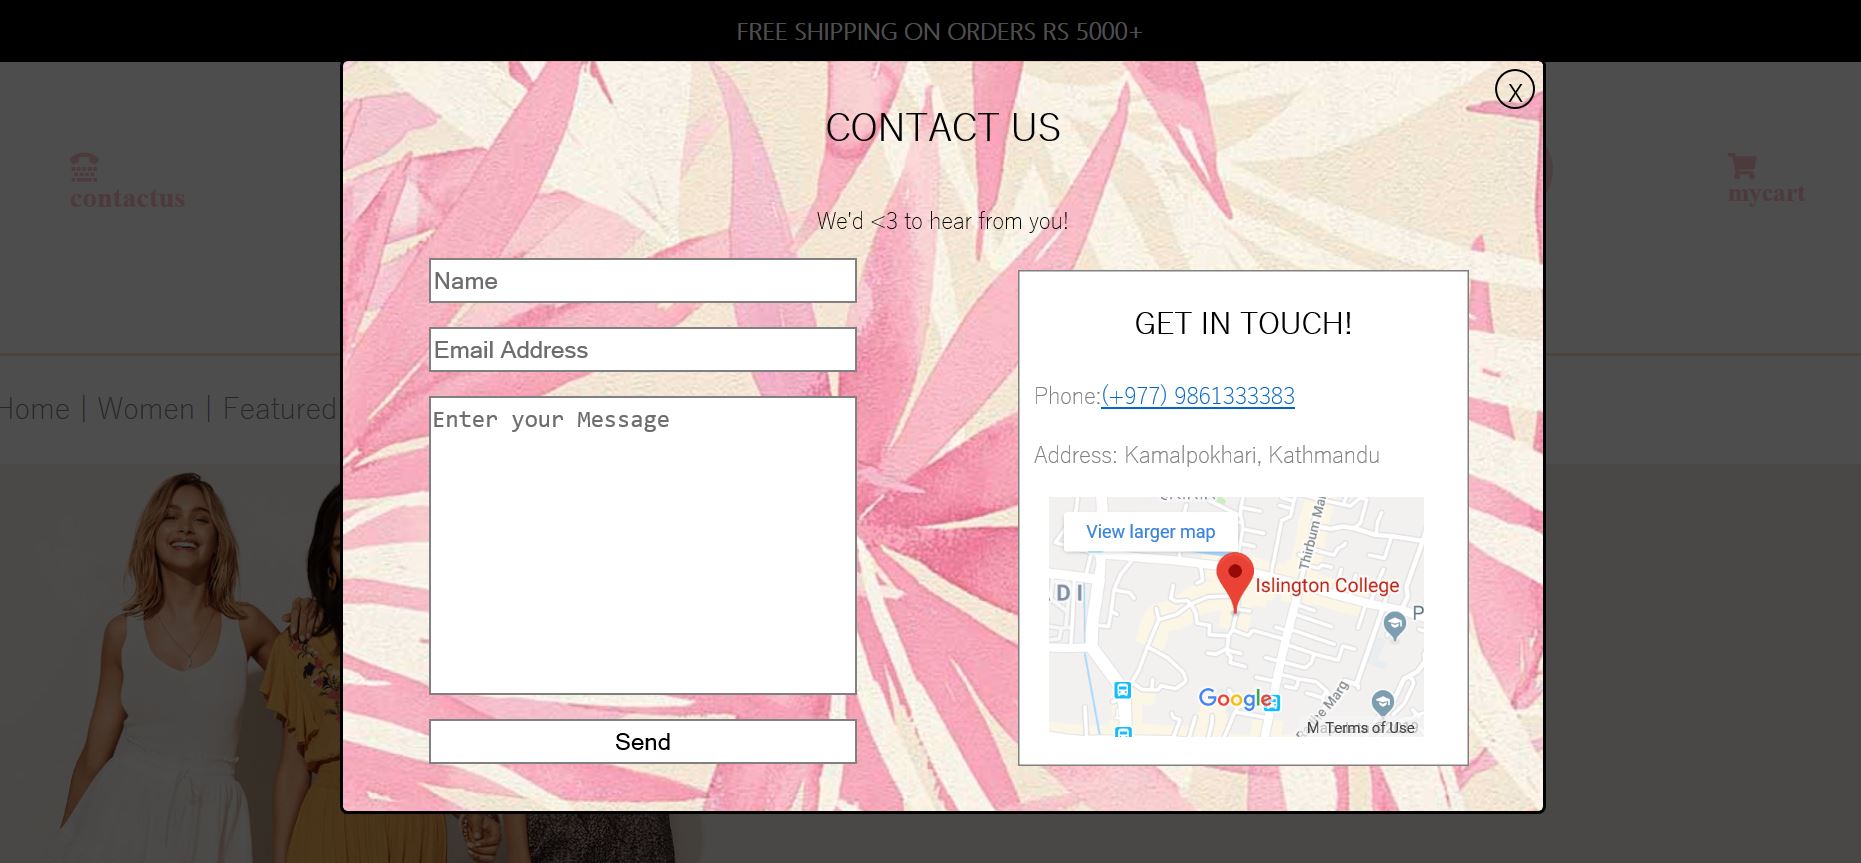 FREE SHIPPING ON ORDERS RS 5000+
X
CONTACT US
contactus
mycart
We'd <3 to hear from you!
Name
Email Address
Enter your Message
Send
Home | Women | Featured
GET IN TOUCH!
Phone:(+977) 9861333383
Address: Kamalpokhari, Kathmandu
View larger map
Thirbum Ma
Islington College
DI
P
Marg
Google
Terms of Use